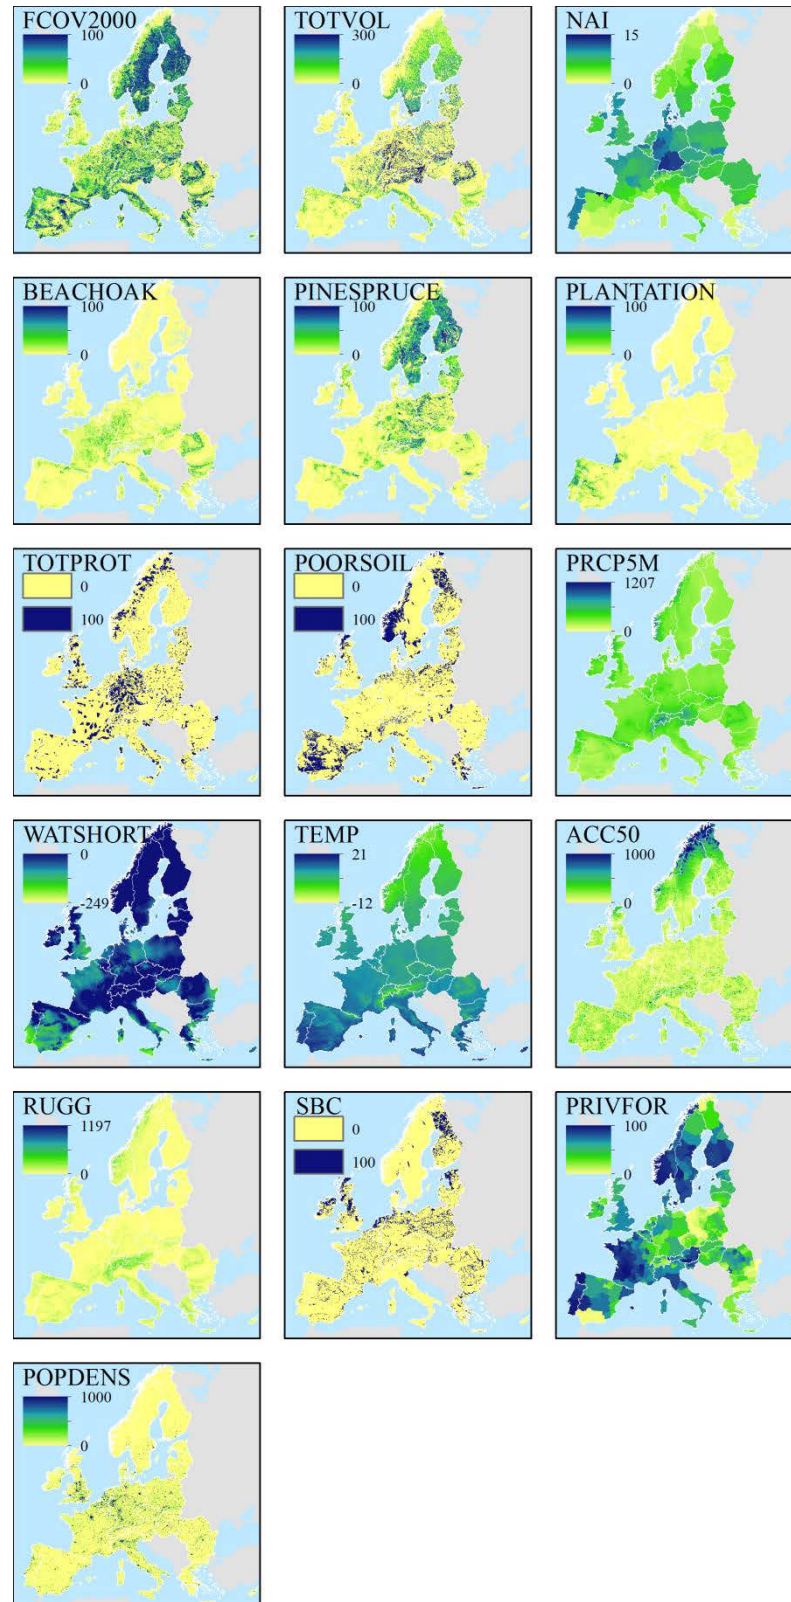 FCOV2000
100
0
TOTVOL
300
0
NAI
15
0
BEACHOAK
100
0
PINESPRUCE
100
0
PLANTATION
100
0
TOTPROT
0
100
POORSOIL
0
100
PRCP5M
1207
0
WATSHORT
0
-249
TEMP
21
-12
ACC50
1000
0
RUGG
1197
0
SBC
0
100
PRIVFOR
100
0
POPDENS
1000
0